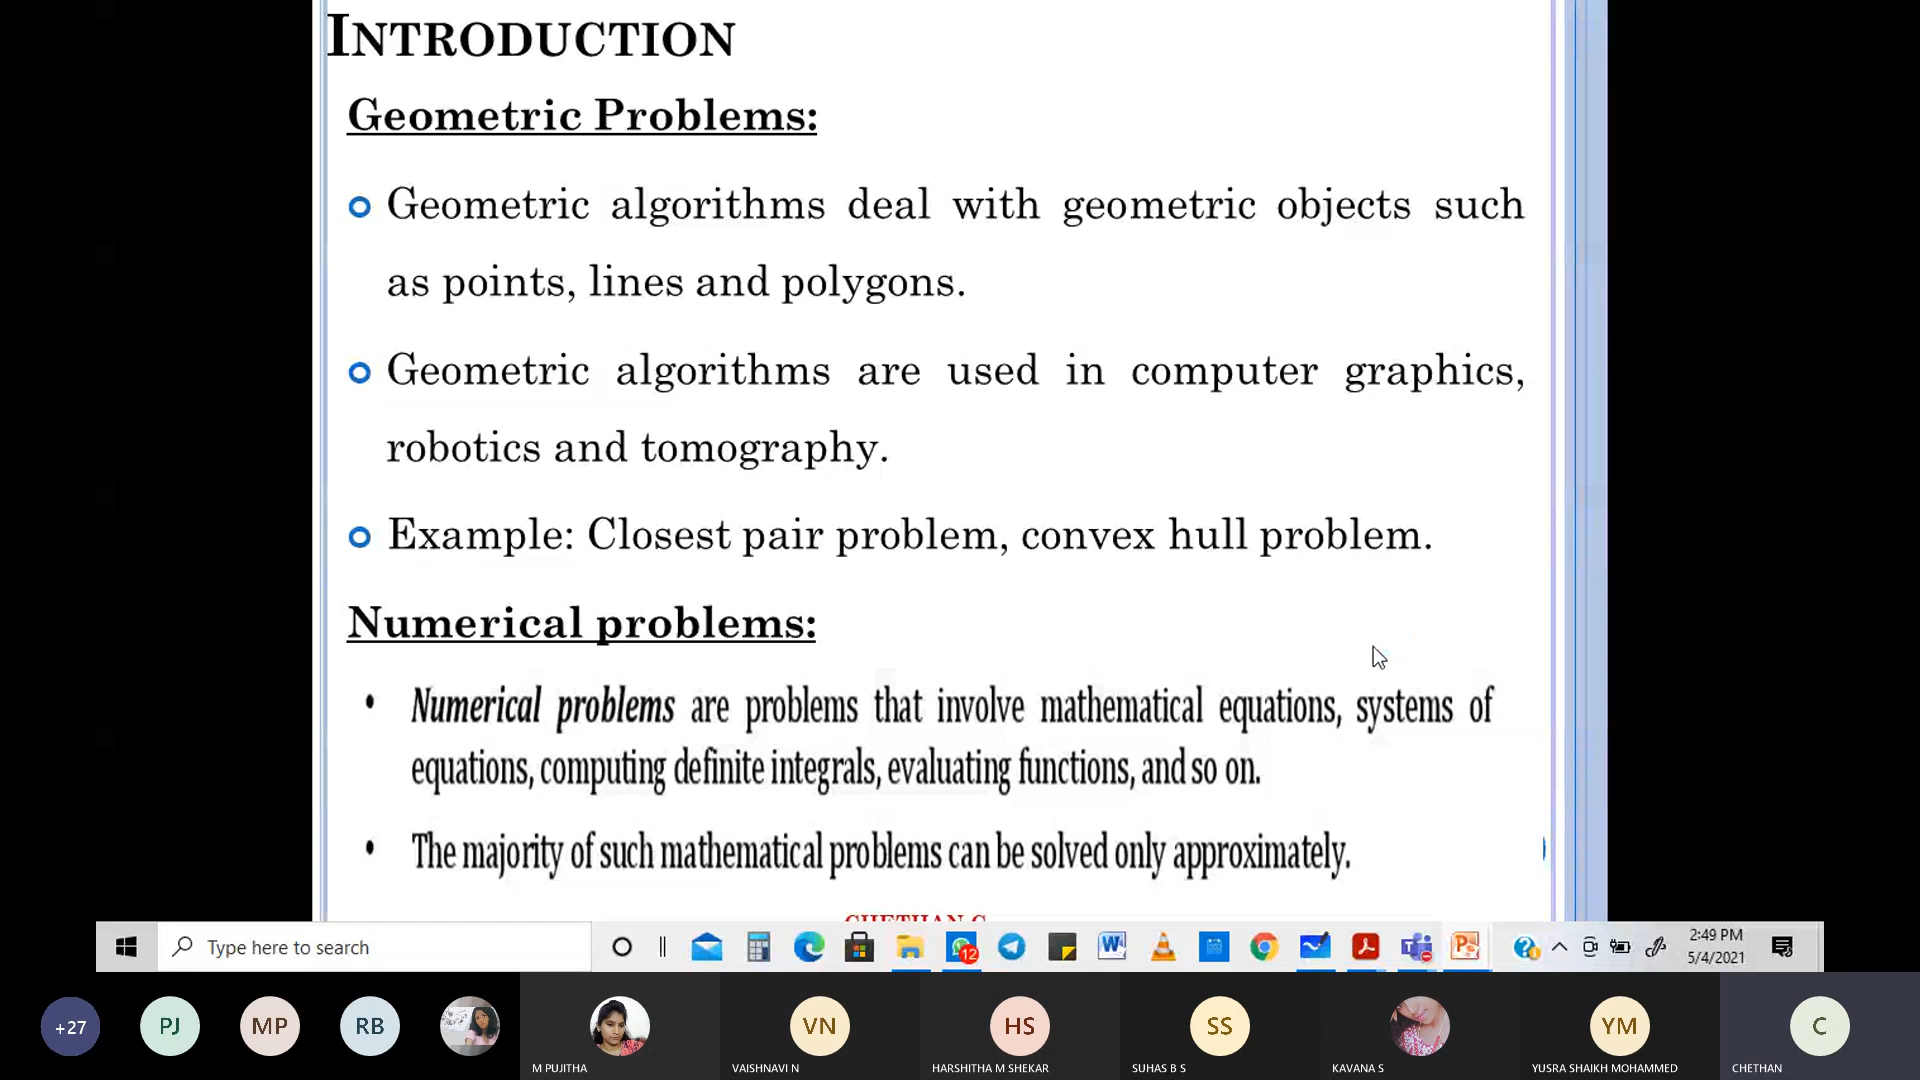 INTRODUCTION
Geometric Problems:
Geometric algorithms deal with geometric objects such
as points, lines and polygons.
Geometric algorithms are used in computer graphics,
robotics and tomography.
Example: Closest pair problem, convex hull problem.
Numerical problems:
• Numerical problems are problems that involve mathematical equations, systems of
equations, computing definite integrals, evaluating functions, and so on.
• The majority of such mathematical problems can be solved only approximately.
CHETHAN C
Type here to search
12
2:49 PM
5/4/2021
+27
PJ
MP
RB
VN
HS
SS
YM
C
M PUJITHA
VAISHNAVI N
HARSHITHA M SHEKAR
SUHAS B S
KAVANA S
YUSRA SHAIKH MOHAMMED
CHETHAN